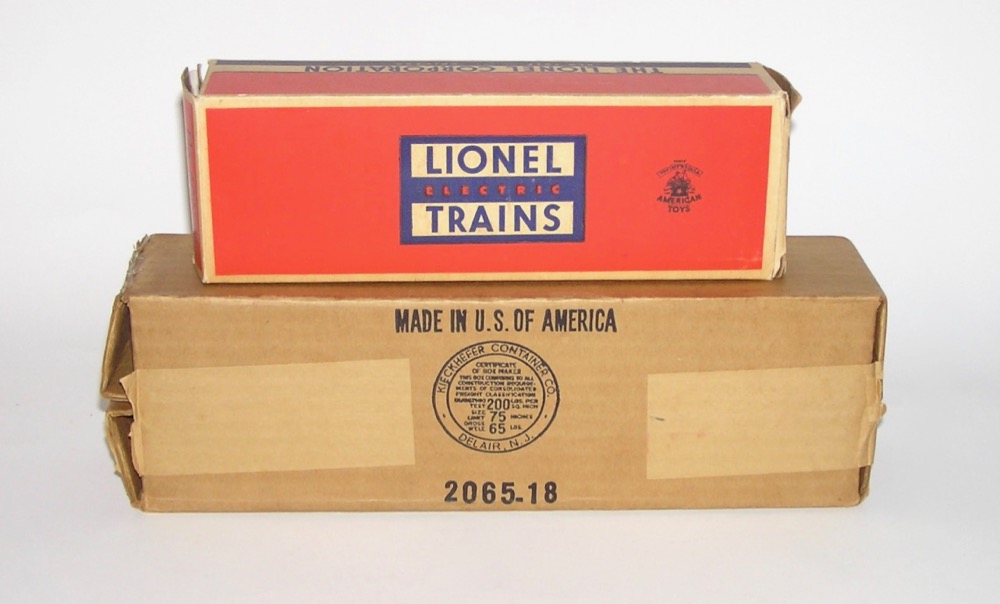 THE LIONEL CORPORATION
LIONEL
ELECTRIC
TRAINS
AMERICAN
TOYS
MADE IN U.S. OF AMERICA
KIECKHEFER CONTAINER CO.
CERTIFICATE
OF BOX MAKER
THIS BOX CONFORMS TO ALL
CONSTRUCTION REQUIRE-
MENTS OF CONSOLIDATED
FREIGHT CLASSIFICATION
BURSTING 200 LBS. PER
TEST SQ. INCH
SIZE
LIMIT 75 INCHES
GROSS
WT. LT. 65 LBS.
DELAIR, N.J.
2065-18